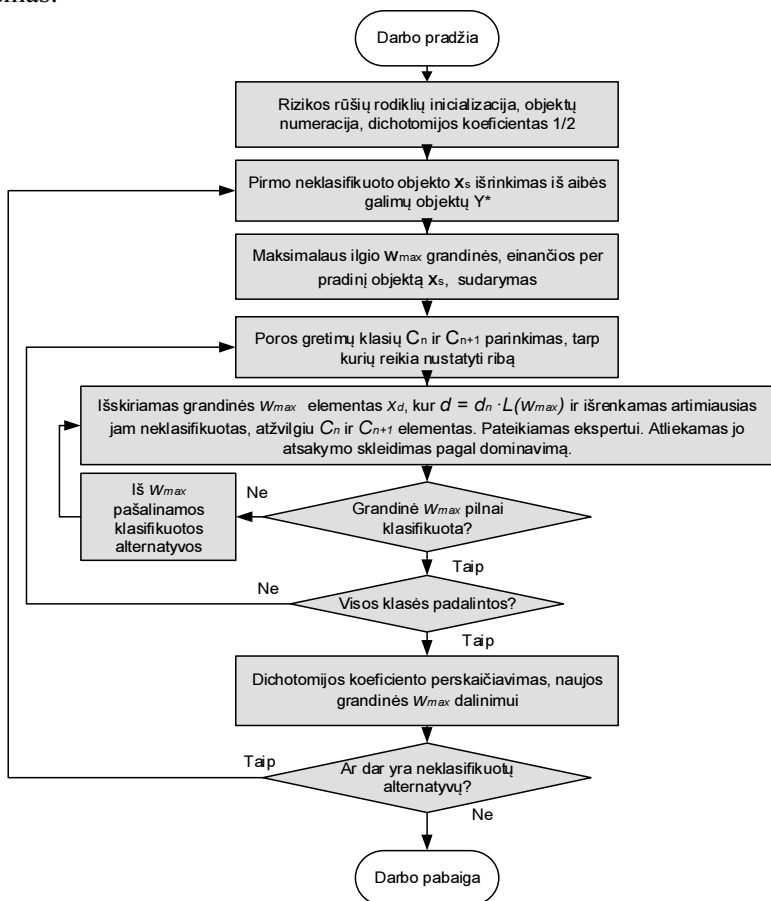 Darbo pradžia
Rizikos rūšių rodiklių inicializacija, objektų
numeracija, dichotomijos koeficientas 1/2
Pirmo neklasifikuoto objekto xs išrinkimas iš aibės
galimų objektų Y*
Maksimalaus ilgio wmax grandinės, einančios per
pradinį objektą xs, sudarymas
Poros gretimų klasių Cn ir Cn+1 parinkimas, tarp
kurių reikia nustatyti ribą
Išskiriamas grandinės wmax elementas xd, kur d = dn ·L(wmax) ir išrenkamas artimiausias
jam neklasifikuotas, atžvilgiu Cn ir Cn+1 elementas. Pateikiamas ekspertui. Atliekamas jo
atsakymo skleidimas pagal dominavimą.
Iš wmax
pašalinamos
klasifikuotos
alternatyvos
Ne
Grandinė wmax pilnai
klasifikuota?
Taip
Ne
Visos klasės padalintos?
Taip
Dichotomijos koeficiento perskaičiavimas, naujos
grandinės wmax dalinimui
Taip
Ar dar yra neklasifikuotų
alternatyvų?
Ne
Darbo pabaiga